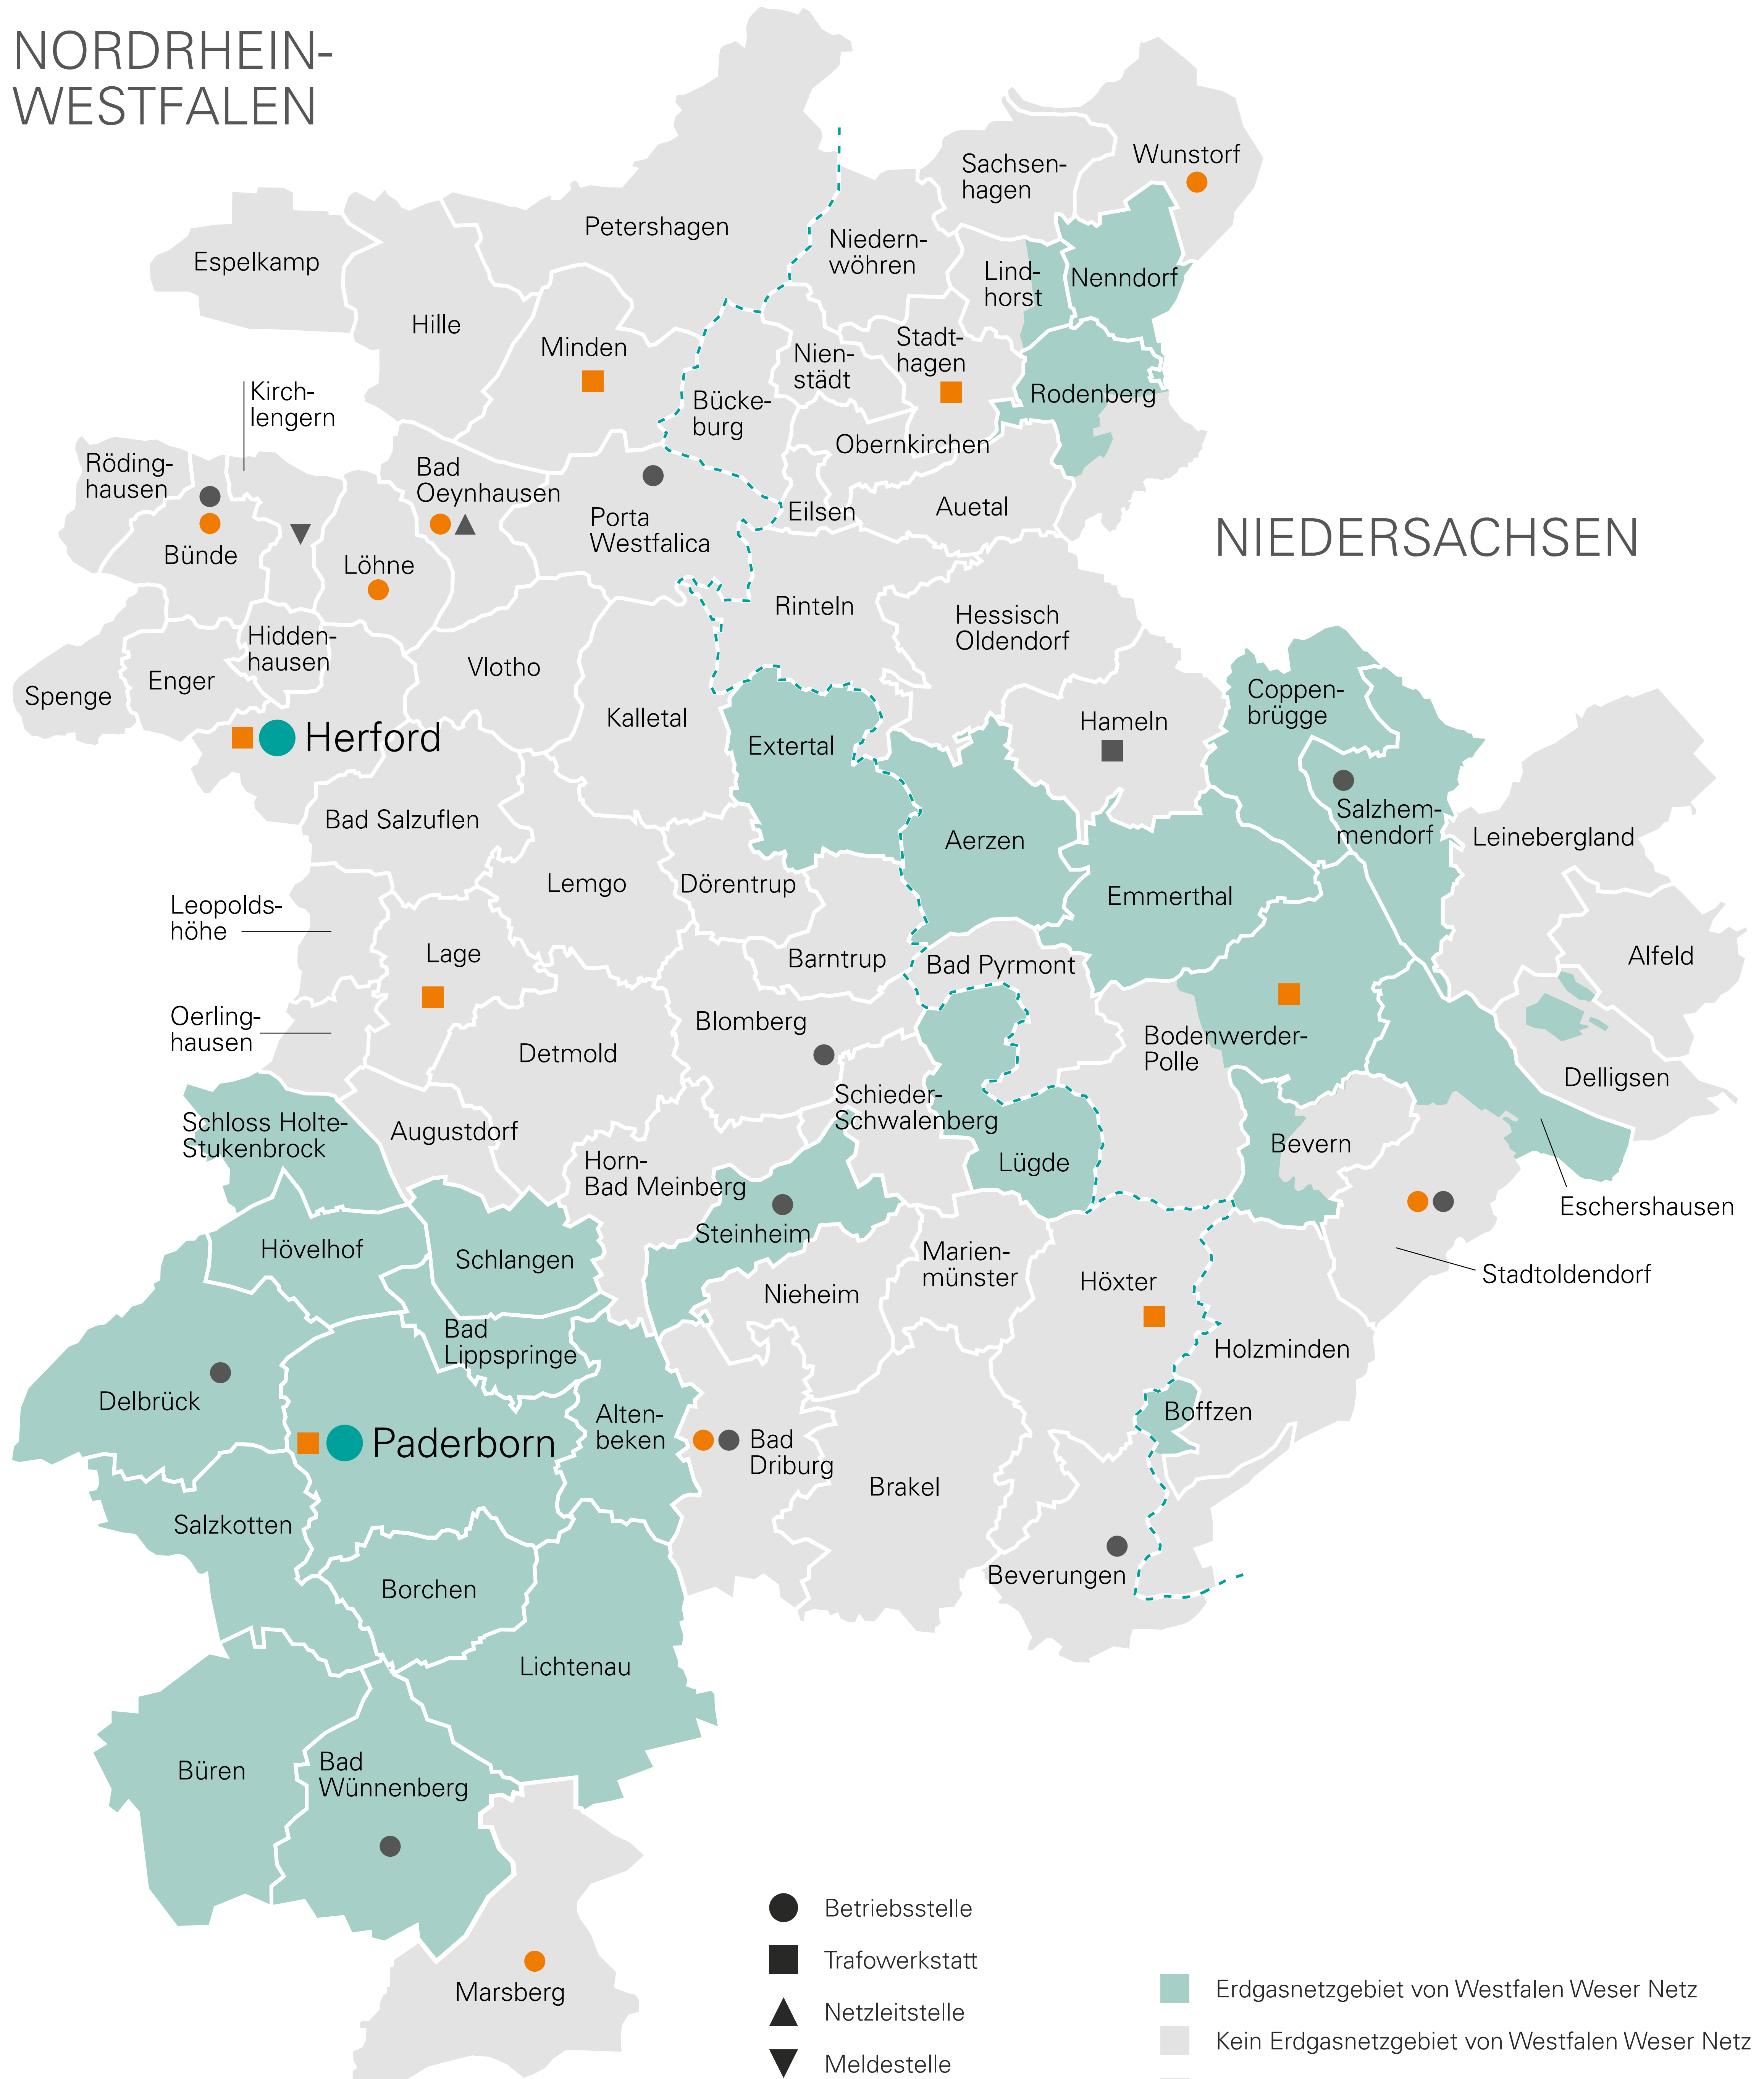 NORDRHEIN-
WESTFALEN
Sachsen-
hagen
Wunstorf
Petershagen
Espelkamp
Niedern-
wöhren
Lind-
horst
Nenndorf
Hille
Minden
Nien-
städt
Stadt-
hagen
Rodenberg
Kirch-
lengern
Bücke-
burg
Obernkirchen
Röding-
hausen
Bad
Oeynhausen
Porta
Westfalica
Eilsen
Auetal
NIEDERSACHSEN
Bünde
Löhne
Rinteln
Hessisch
Oldendorf
Hidden-
hausen
Spenge
Enger
Vlotho
Kalletal
Coppen-
brügge
Herford
Extertal
Hameln
Bad Salzuflen
Aerzen
Salzhem-
mendorf
Leinebergland
Lemgo
Dörentrup
Emmerthal
Leopolds-
höhe
Lage
Barntrup
Bad Pyrmont
Alfeld
Oerling-
hausen
Detmold
Blomberg
Bodenwerder-
Polle
Delligsen
Schloss Holte-
Stukenbrock
Augustdorf
Schieder-
Schwalenberg
Bevern
Horn-
Bad Meinberg
Lügde
Eschershausen
Steinheim
Hövelhof
Schlangen
Marien-
münster
Höxter
Stadtoldendorf
Nieheim
Bad
Lippspringe
Holzminden
Delbrück
Alten-
beken
Boffzen
Paderborn
Bad
Driburg
Brakel
Salzkotten
Borchen
Beverungen
Lichtenau
Büren
Bad
Wünnenberg
Marsberg
Betriebsstelle
Trafowerkstatt
Netzleitstelle
Meldestelle
Erdgasnetzgebiet von Westfalen Weser Netz
Kein Erdgasnetzgebiet von Westfalen Weser Netz